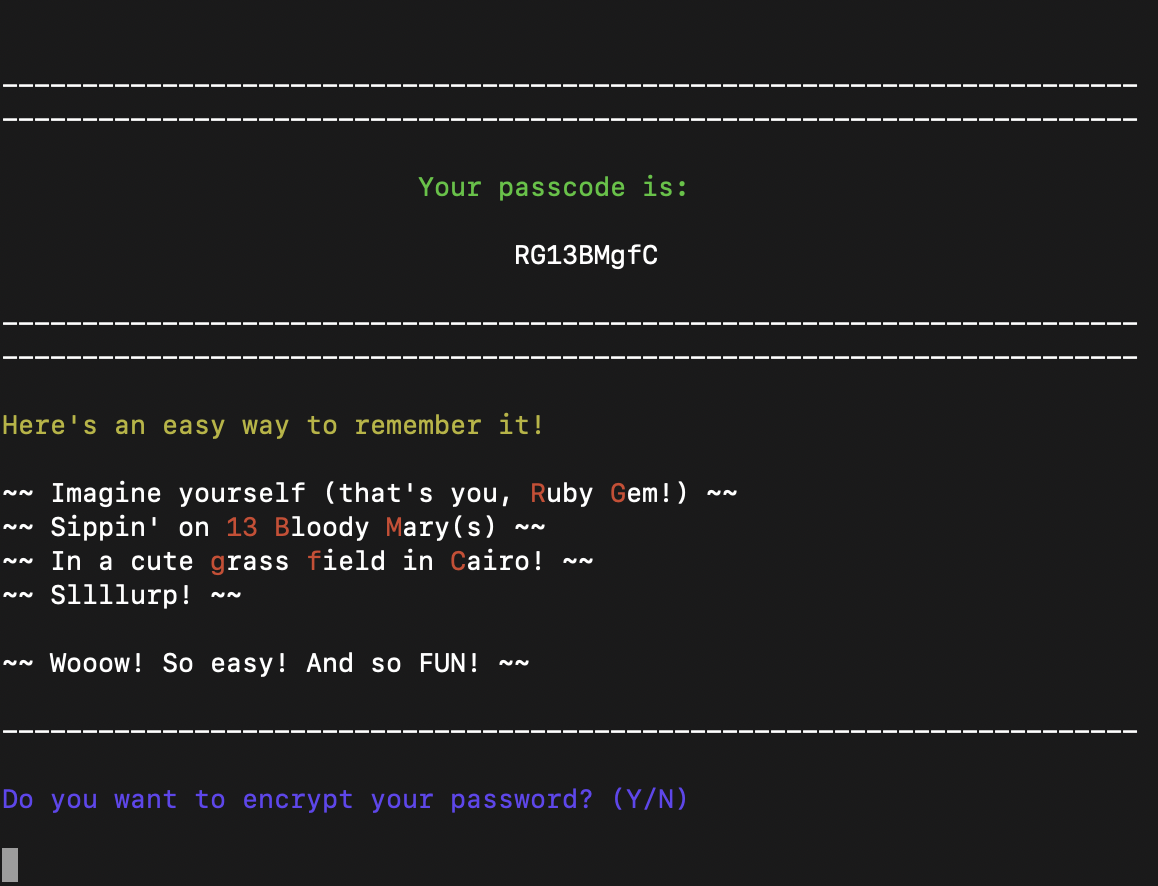 Your passcode is:
RG13BMgfC
Here's an easy way to remember it!
~~ Imagine yourself (that's you, Ruby Gem!) ~~
~~ Sippin' on 13 Bloody Mary(s) ~~
~~ In a cute grass field in Cairo! ~~
~~ Sllllurp! ~~
~~ Wooow! So easy! And so FUN! ~~
Do you want to encrypt your password? (Y/N)